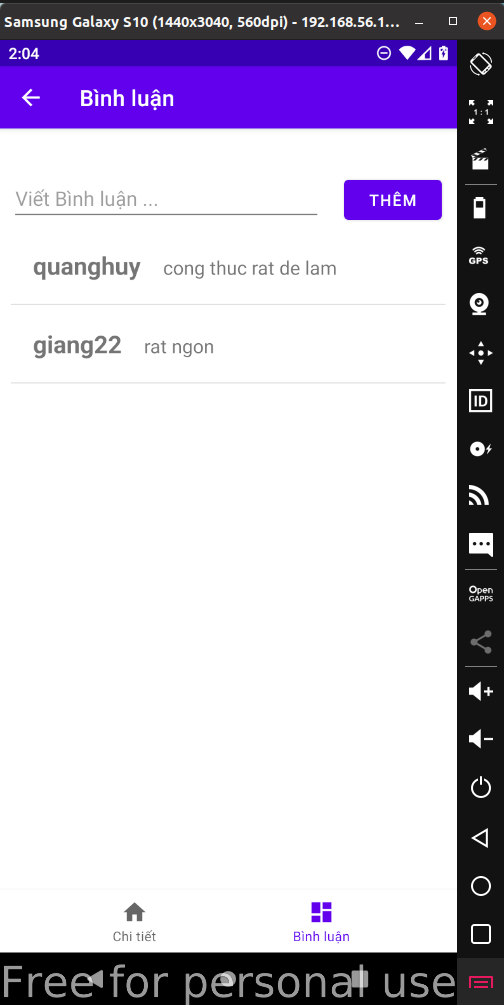 Samsung Galaxy S10 (1440x3040, 560dpi) - 192.168.56.1...
2:04
Bình luận
1 : 1
Viết Bình luận ...
THÊM
GPS
quanghuy cong thuc rat de lam
giang22 rat ngon
ID
Open
GAPPS
Chi tiết
Bình luận
Free for personal use